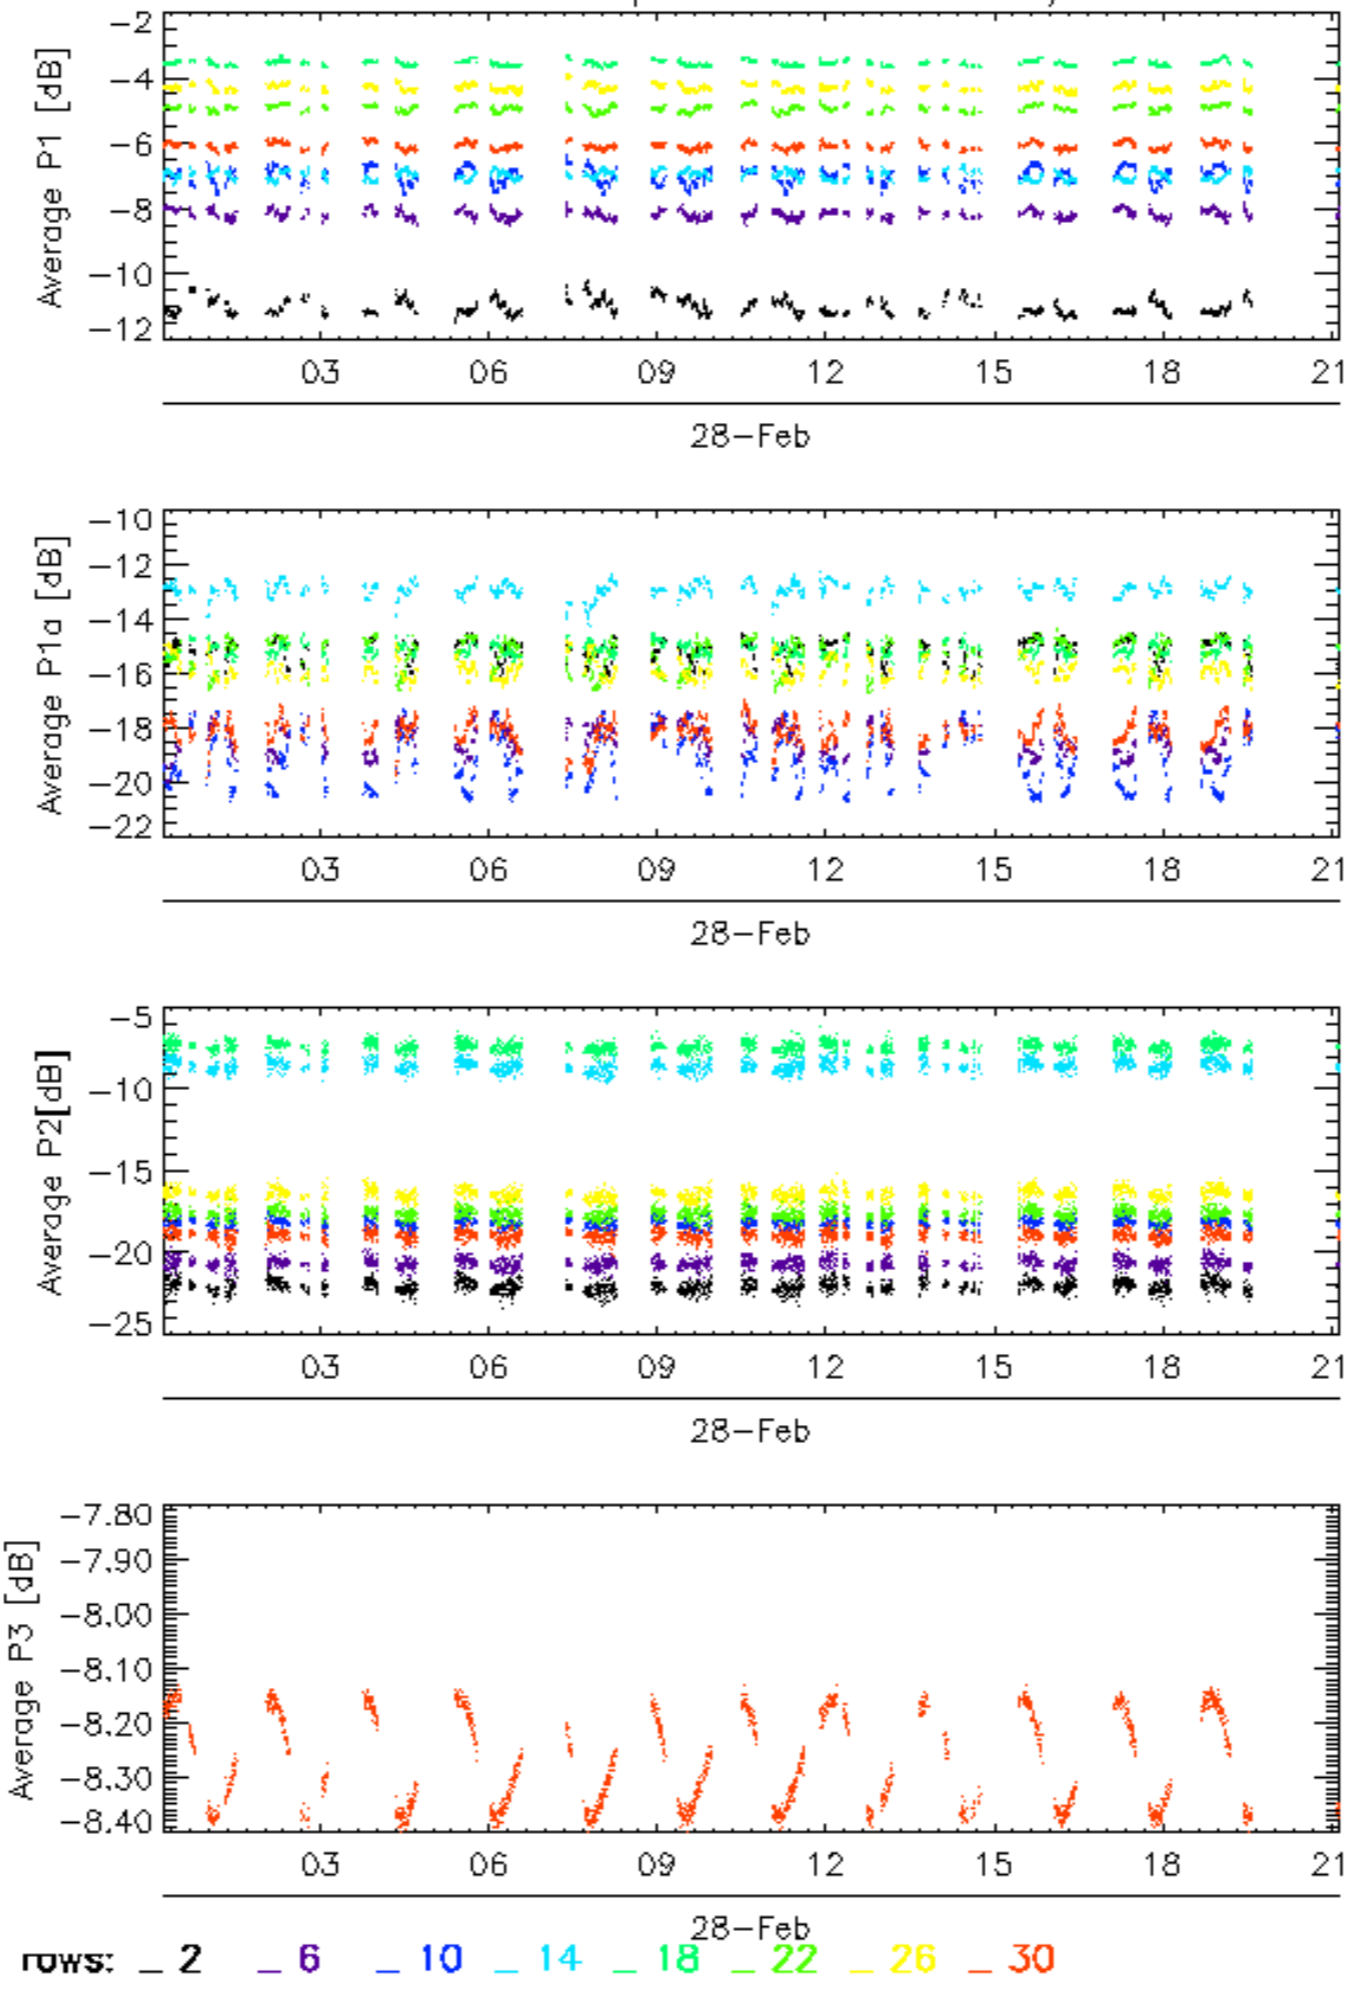 Average P1 [dB]
−2
−4
−6
−8
−10
−12
03 06 09 12 15 18 21
28−Feb
Average P1a [dB]
−10
−12
−14
−16
−18
−20
−22
03 06 09 12 15 18 21
28−Feb
Average P2[dB]
−5
−10
−15
−20
−25
03 06 09 12 15 18 21
28−Feb
Average P3 [dB]
−7.80
−7.90
−8.00
−8.10
−8.20
−8.30
−8.40
03 06 09 12 15 18 21
28−Feb
rows: _ 2 _ 6 _ 10 _ 14 _ 18 _ 22 _ 26 _ 30